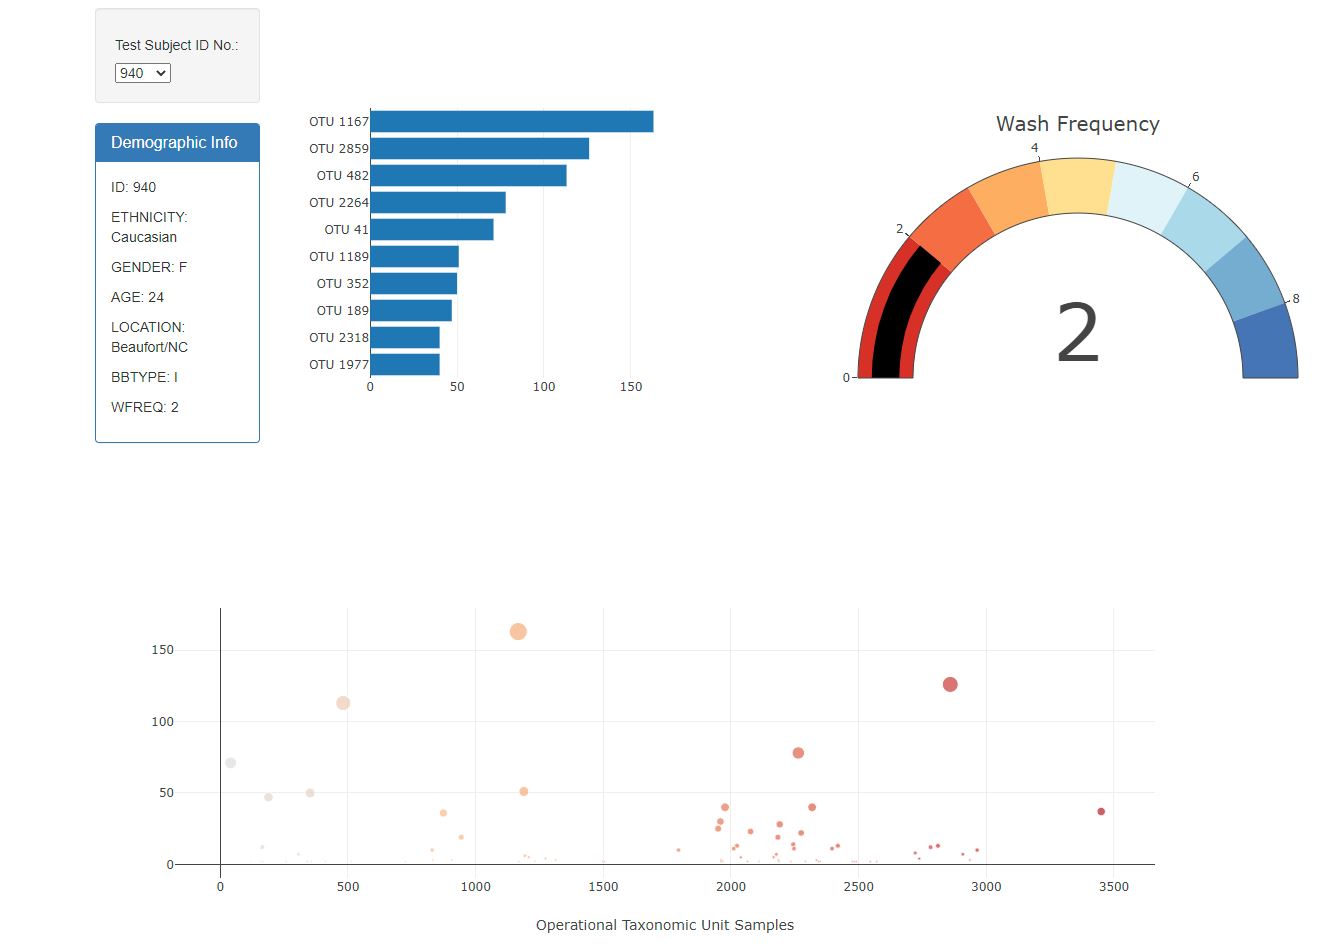 Test Subject ID No.:
940
Demographic Info
ID: 940
ETHNICITY:
Caucasian
GENDER: F
AGE: 24
LOCATION:
Beaufort/NC
BBTYPE: I
WFREQ: 2
OTU 1167
OTU 2859
OTU 482
OTU 2264
OTU 41
OTU 1189
OTU 352
OTU 189
OTU 2318
OTU 1977
0 50 100 150
Wash Frequency
0
2
4
6
8
2
150
100
50
0
0 500 1000 1500 2000 2500 3000 3500
Operational Taxonomic Unit Samples